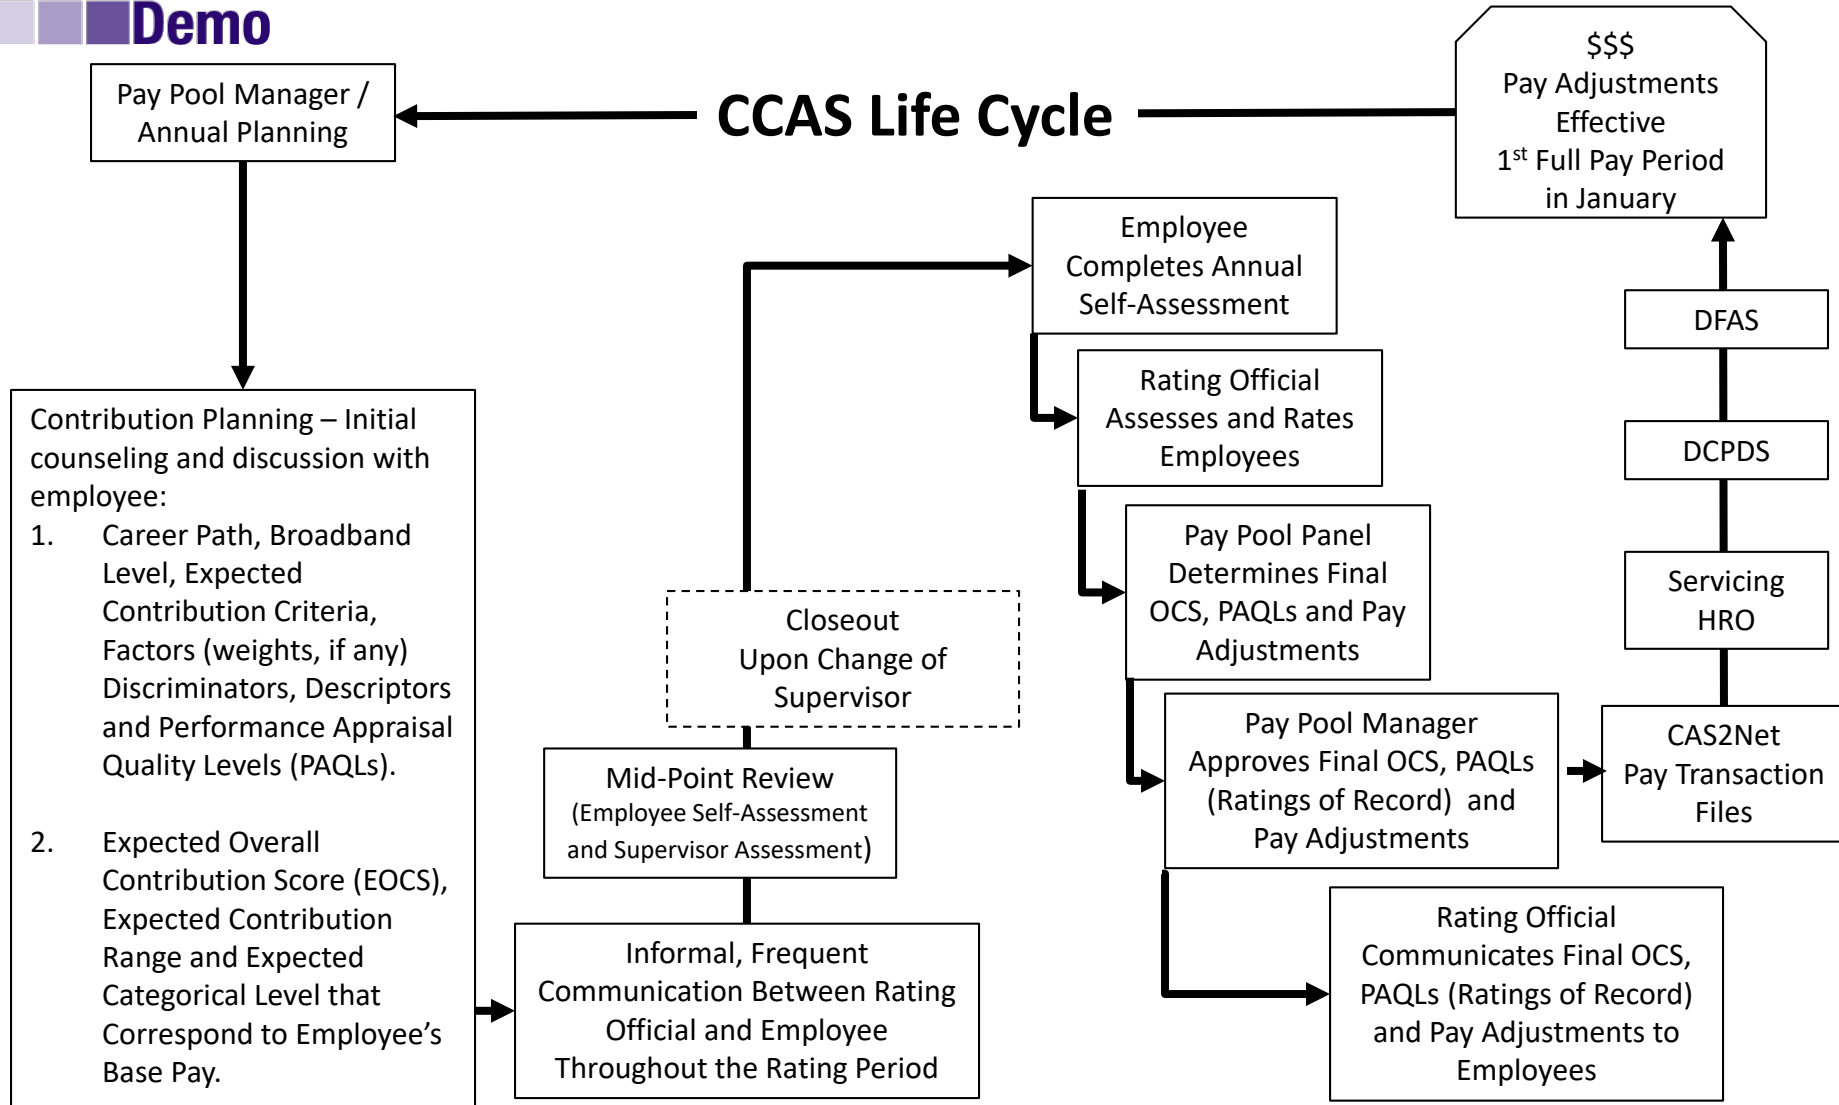 Demo
CCAS Life Cycle
Pay Pool Manager /
Annual Planning
Contribution Planning – Initial
counseling and discussion with
employee:
1. Career Path, Broadband
Level, Expected
Contribution Criteria,
Factors (weights, if any)
Discriminators, Descriptors
and Performance Appraisal
Quality Levels (PAQLs).
2. Expected Overall
Contribution Score (EOCS),
Expected Contribution
Range and Expected
Categorical Level that
Correspond to Employee’s
Base Pay.
Informal, Frequent
Communication Between Rating
Official and Employee
Throughout the Rating Period
Mid-Point Review
(Employee Self-Assessment
and Supervisor Assessment)
Closeout
Upon Change of
Supervisor
Employee
Completes Annual
Self-Assessment
Rating Official
Assesses and Rates
Employees
Pay Pool Panel
Determines Final
OCS, PAQLs and Pay
Adjustments
Pay Pool Manager
Approves Final OCS, PAQLs
(Ratings of Record) and
Pay Adjustments
Rating Official
Communicates Final OCS,
PAQLs (Ratings of Record)
and Pay Adjustments to
Employees
CAS2Net
Pay Transaction
Files
Servicing
HRO
DCPDS
DFAS
$$$
Pay Adjustments
Effective
1st Full Pay Period
in January